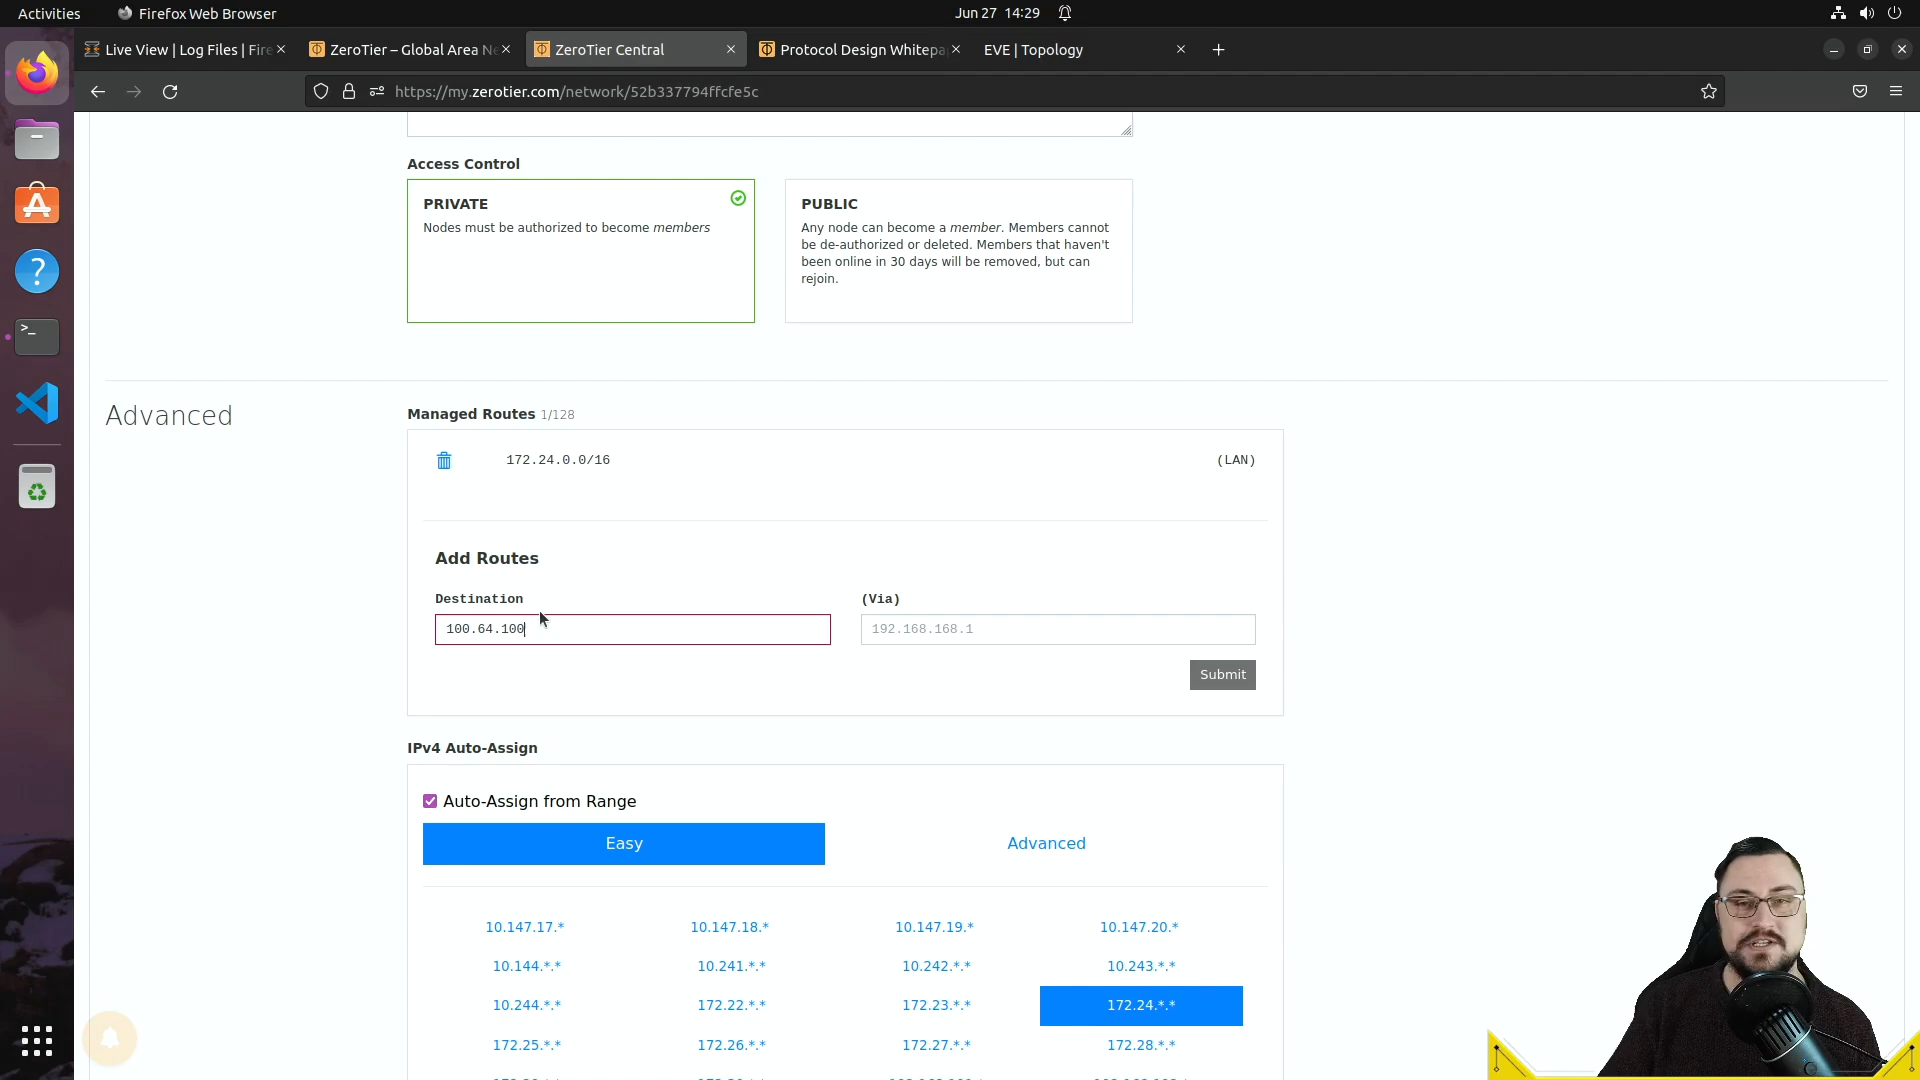 Activities
Firefox Web Browser
Jun 27 14:29
Live View | Log Files | Fire
ZeroTier – Global Area Ne
ZeroTier Central
Protocol Design Whitepa
EVE | Topology
https://my.zerotier.com/network/52b337794ffcfe5c
Access Control
PRIVATE
Nodes must be authorized to become members
PUBLIC
Any node can become a member. Members cannot
be de-authorized or deleted. Members that haven't
been online in 30 days will be removed, but can
rejoin.
Advanced
Managed Routes 1/128
172.24.0.0/16
(LAN)
Add Routes
Destination
(Via)
100.64.100
192.168.168.1
Submit
IPv4 Auto-Assign
Auto-Assign from Range
Easy
Advanced
10.147.17.*
10.147.18.*
10.147.19.*
10.147.20.*
10.144.*.*
10.241.*.*
10.242.*.*
10.243.*.*
10.244.*.*
172.22.*.*
172.23.*.*
172.24.*.*
172.25.*.*
172.26.*.*
172.27.*.*
172.28.*.*